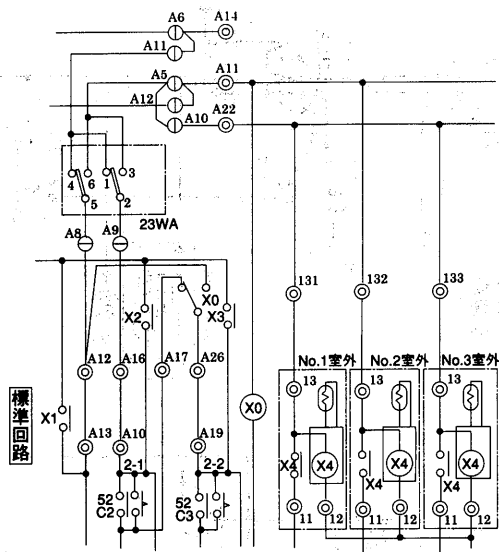 A6 A14
A11
A5 A11
A12
A10 A22
4 6 1 3
5 2
23WA
A8 A9
131 132 133
X2 X0 X3
A12 A16 A17 A26
No.1室外 No.2室外 No.3室外
13 13 13
標準回路
X1
X0
A13 A10 A19
X4 X4 X4 X4 X4 X4
2-1 2-2
52 C2 52 C3
11 12 11 12 11 12